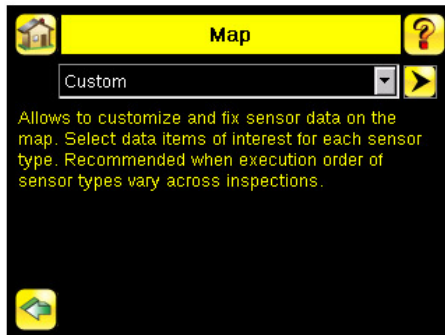 Map
?
Custom
Allows to customize and fix sensor data on the
map. Select data items of interest for each sensor
type. Recommended when execution order of
sensor types vary across inspections.